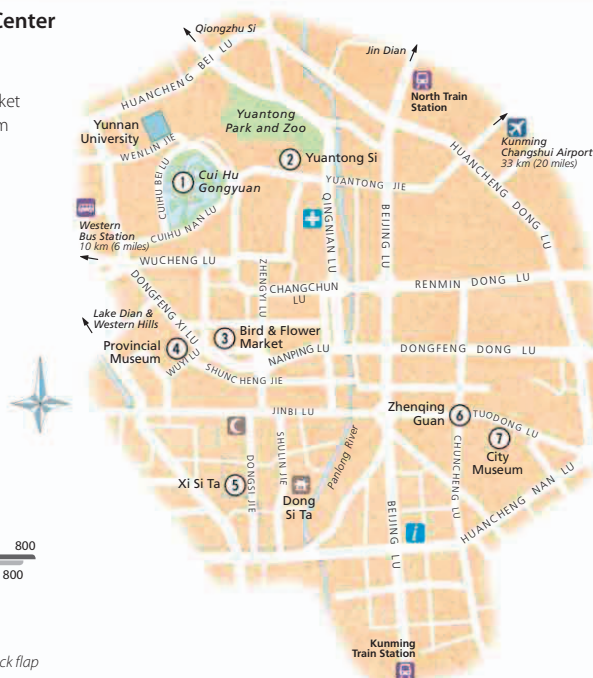 Center
Qiongzhu Si
Jin Dian
North Train
Station
HUANCHENG BEI LU
ket
m
Yuantong
Park and Zoo
Yunnan
University
Kunming
Changshui Airport
33 km (20 miles)
WENLIN JIE
2 Yuantong Si
HUANCHENG DONG LU
1 Cui Hu
Gongyuan
CUIHU BEI LU
YUANTONG JIE
QINGNIAN LU
BEIJING LU
Western
Bus Station
10 km (6 miles)
CUIHU NAN LU
WUCHENG LU
ZHENGYI LU
CHANGCHUN
LU
RENMIN DONG LU
DONGFENG XI LU
Lake Dian &
Western Hills
3 Bird & Flower
Market
Provincial
Museum 4
WUYI LU
NANPING LU
DONGFENG DONG LU
SHUNCHENG JIE
JINBI LU
Zhenqing
Guan 6
TUODONG LU
7
City
Museum
SHULIN JIE
DONGSI JIE
Panlong River
CHUNCHENG LU
Xi Si Ta 5
Dong
Si Ta
HUANCHENG NAN LU
BEIJING LU
i
800
800
Kunming
Train Station
ck flap